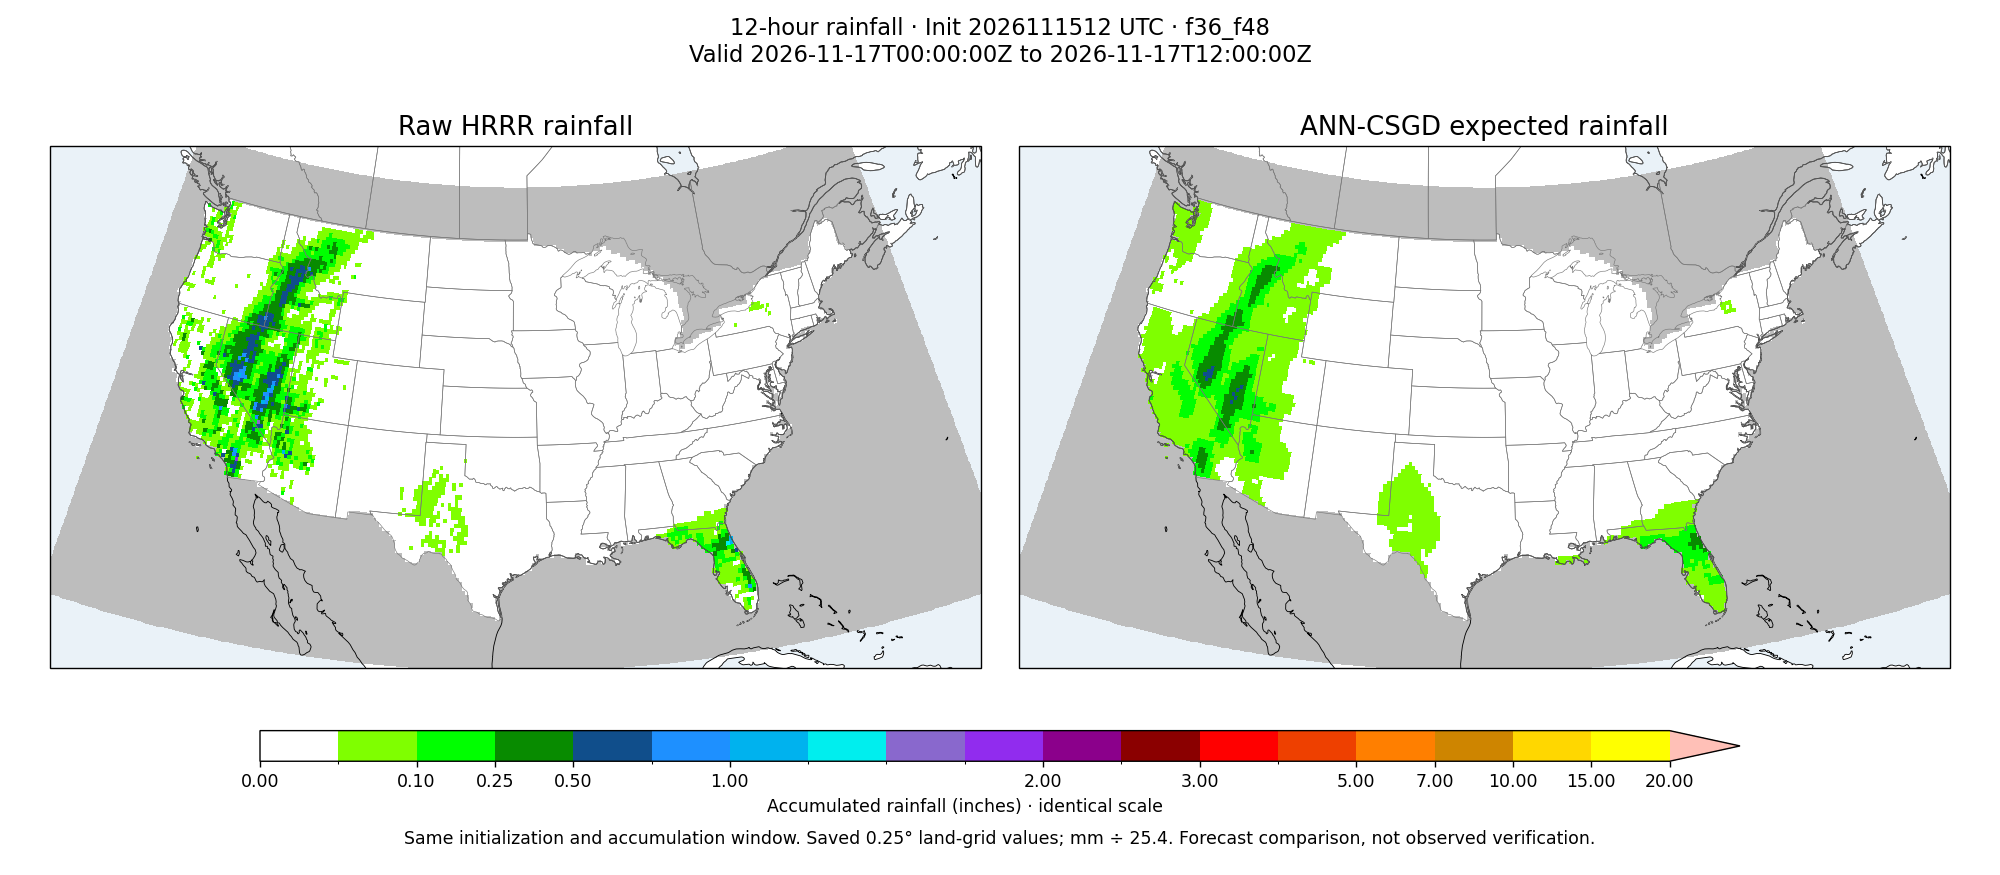 12-hour rainfall · Init 2026111512 UTC · f36_f48
Valid 2026-11-17T00:00:00Z to 2026-11-17T12:00:00Z
Raw HRRR rainfall
ANN-CSGD expected rainfall
0.00 0.10 0.25 0.50 1.00 2.00 3.00 5.00 7.00 10.00 15.00 20.00
Accumulated rainfall (inches) · identical scale
Same initialization and accumulation window. Saved 0.25° land-grid values; mm ÷ 25.4. Forecast comparison, not observed verification.